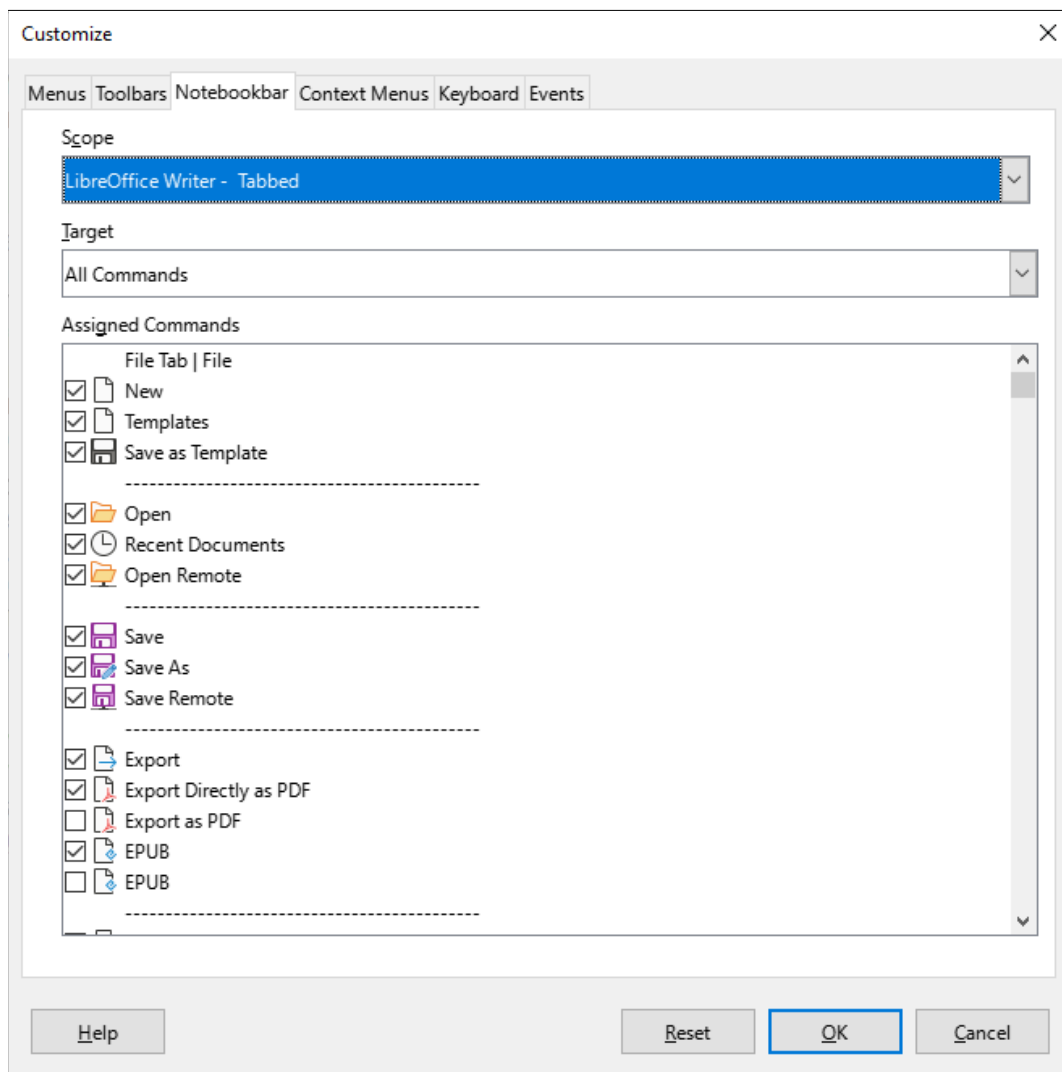 Customize
Menus Toolbars Notebookbar Context Menus Keyboard Events
Scope
LibreOffice Writer -  Tabbed
Target
All Commands
Assigned Commands
File Tab | File
New
Templates
Save as Template
--------------------------------------------
Open
Recent Documents
Open Remote
--------------------------------------------
Save
Save As
Save Remote
--------------------------------------------
Export
Export Directly as PDF
Export as PDF
EPUB
EPUB
--------------------------------------------
Help Reset OK Cancel